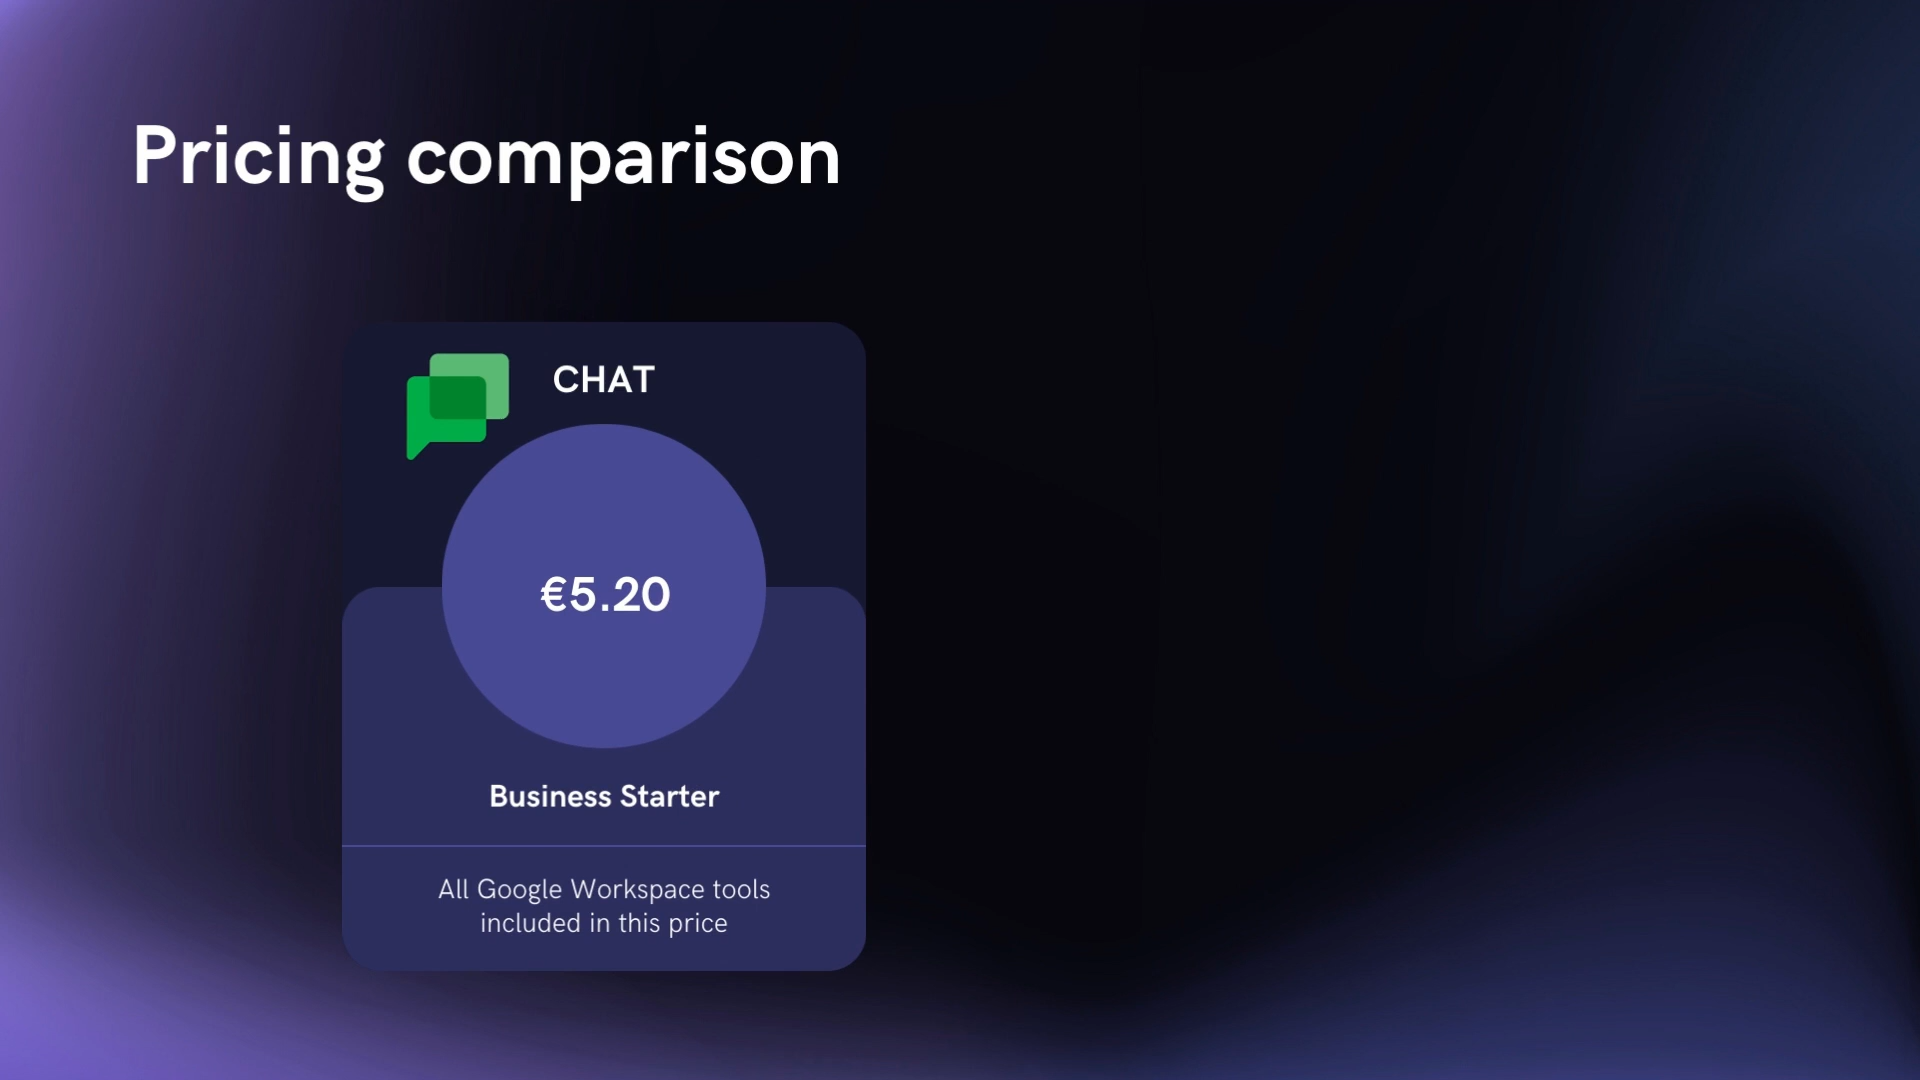 Pricing comparison
CHAT
€5.20
Business Starter
All Google Workspace tools
included in this price